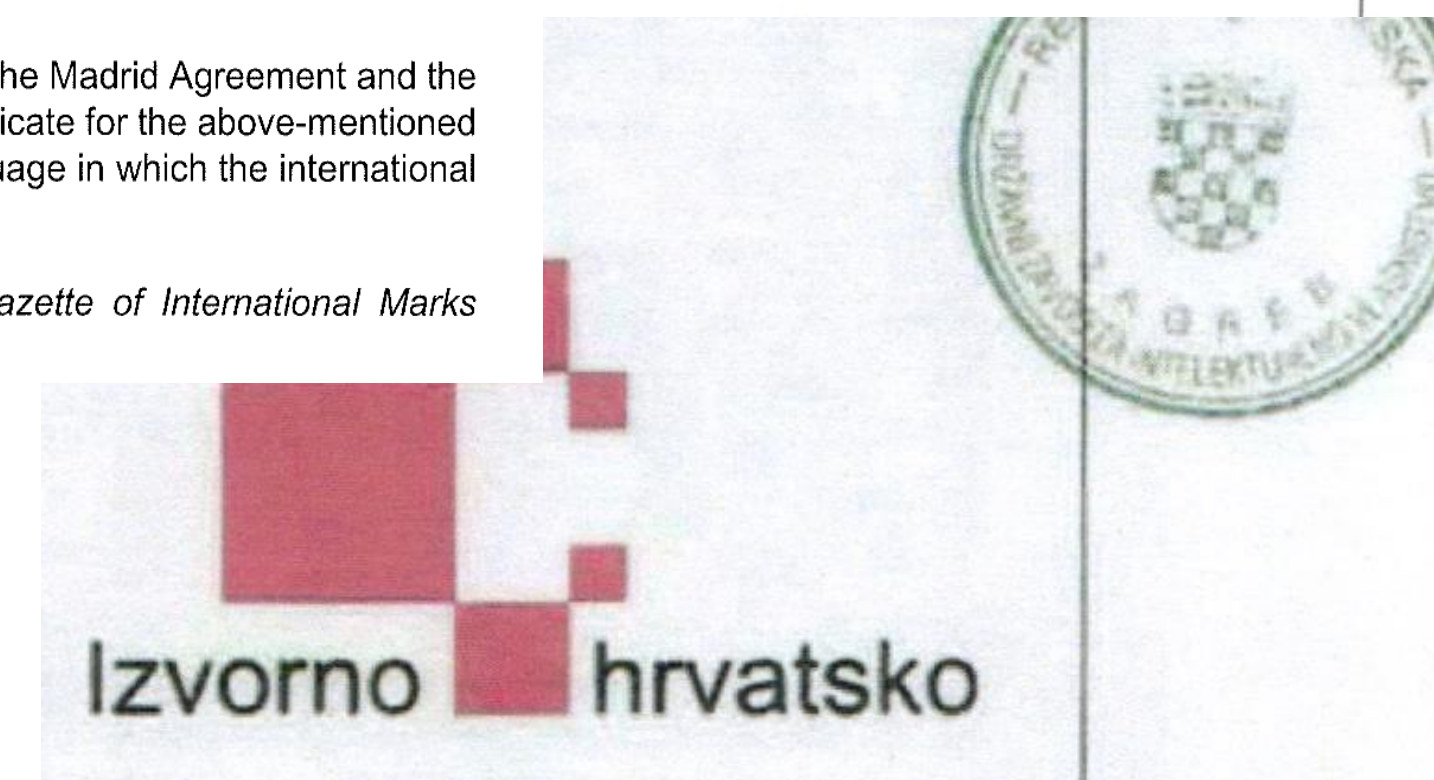 he Madrid Agreement and the
icate for the above-mentioned
uage in which the international
azette of International Marks
ZAGREB
Izvorno hrvatsko